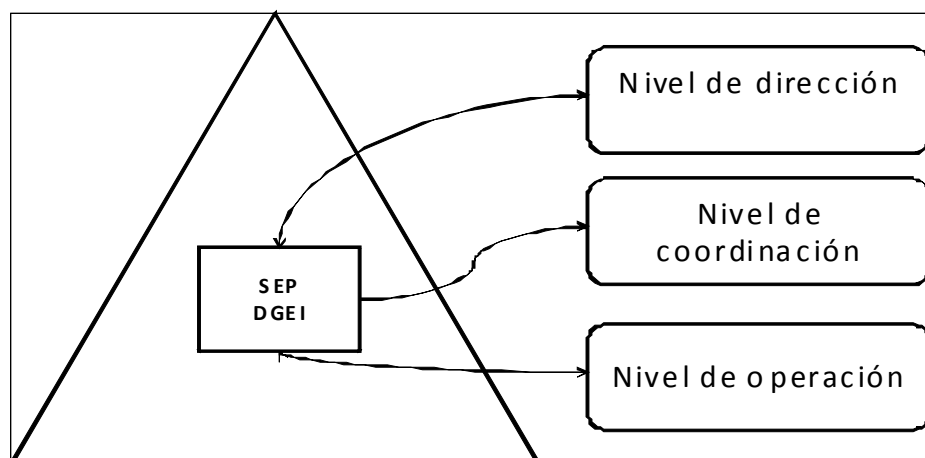 Nivel de dirección
Nivel de
coordinación
SEP
DGEI
Nivel de operación